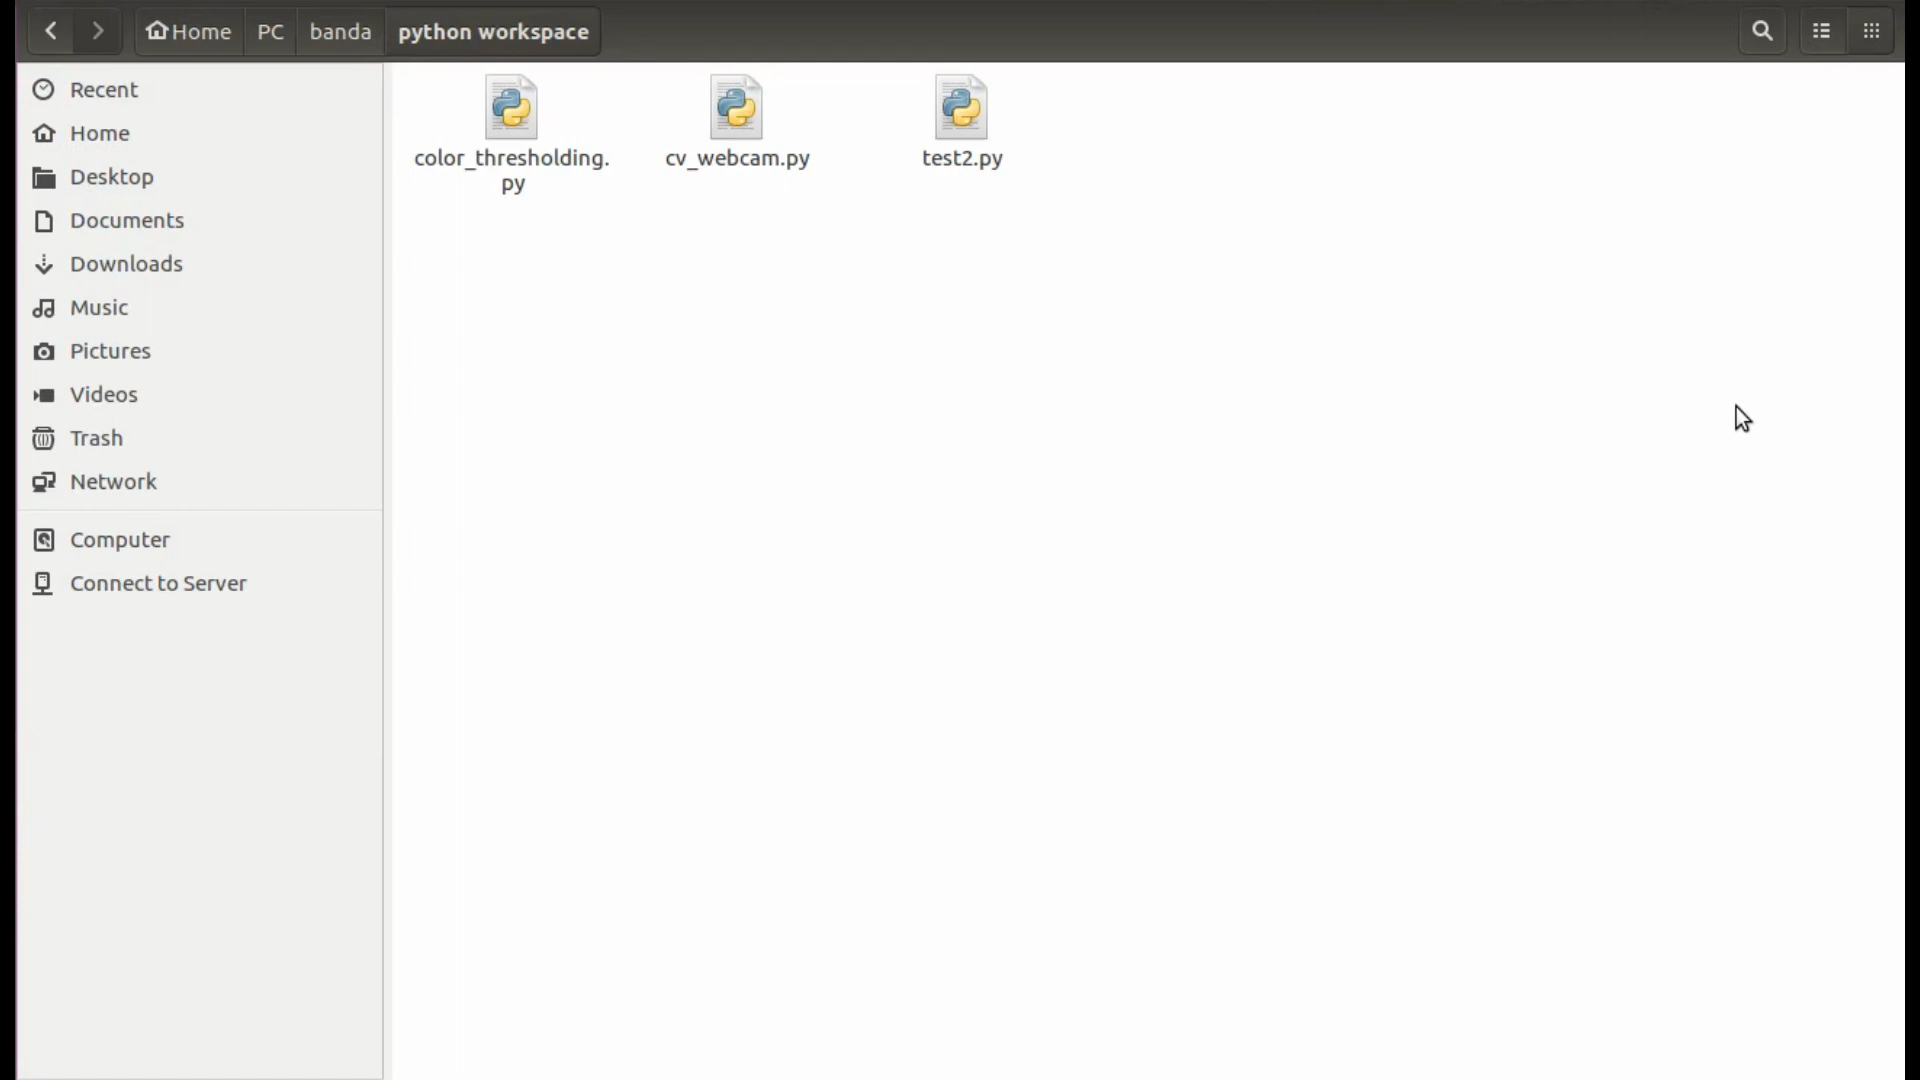 Home PC banda python workspace
Recent
Home
Desktop
Documents
Downloads
Music
Pictures
Videos
Trash
Network
Computer
Connect to Server
color_thresholding.
py
cv_webcam.py
test2.py